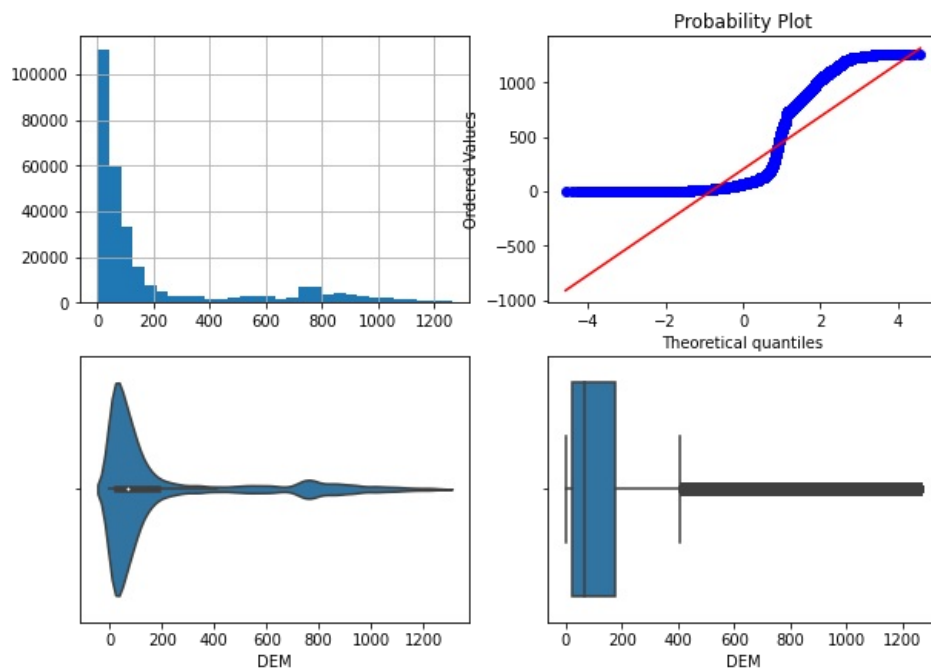 Probability Plot
100000
80000
60000
40000
20000
0
0 200 400 600 800 1000 1200
Ordered Values
1000
500
0
−500
−1000
−4 −2 0 2 4
Theoretical quantiles
0 200 400 600 800 1000 1200
DEM
0 200 400 600 800 1000 1200
DEM